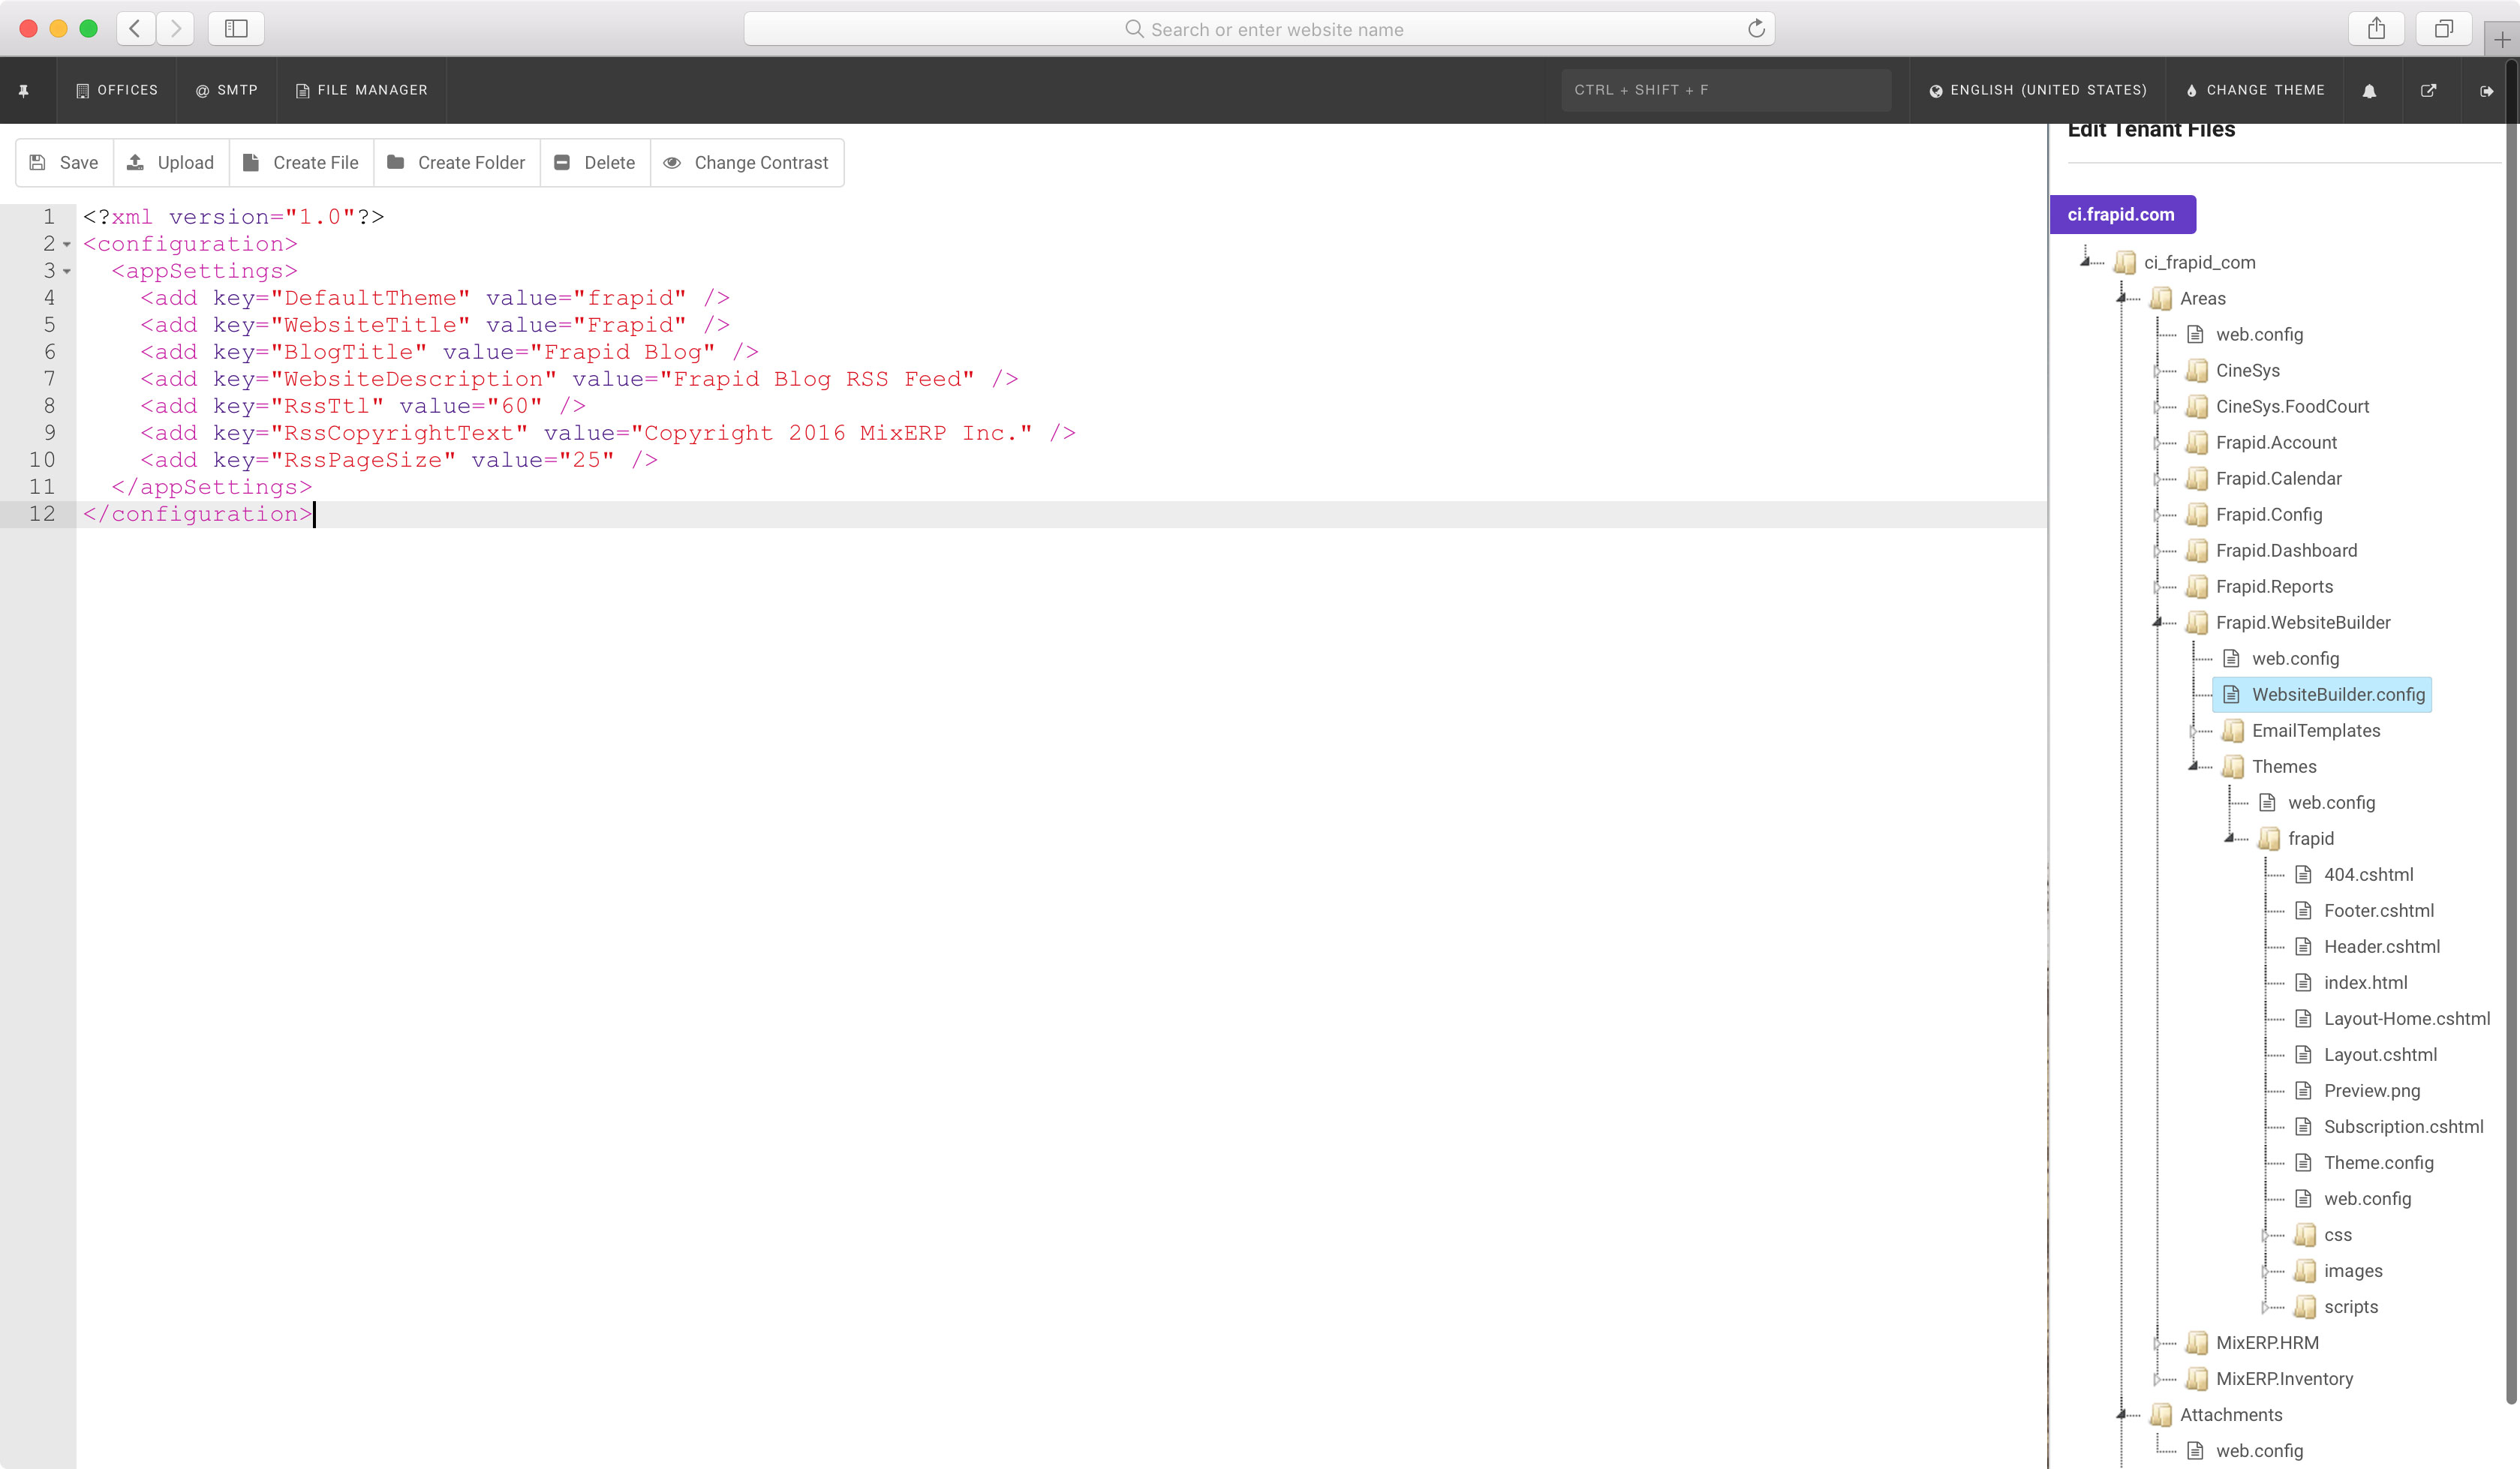 Search or enter website name
OFFICES
@ SMTP
FILE MANAGER
CTRL + SHIFT + F
ENGLISH (UNITED STATES)
CHANGE THEME
Save
Upload
Create File
Create Folder
Delete
Change Contrast
1 <?xml version="1.0"?>
2 <configuration>
3 <appSettings>
4 <add key="DefaultTheme" value="frapid" />
5 <add key="WebsiteTitle" value="Frapid" />
6 <add key="BlogTitle" value="Frapid Blog" />
7 <add key="WebsiteDescription" value="Frapid Blog RSS Feed" />
8 <add key="RssTtl" value="60" />
9 <add key="RssCopyrightText" value="Copyright 2016 MixERP Inc." />
10 <add key="RssPageSize" value="25" />
11 </appSettings>
12 </configuration>
Edit Tenant Files
ci.frapid.com
ci_frapid_com
Areas
web.config
CineSys
CineSys.FoodCourt
Frapid.Account
Frapid.Calendar
Frapid.Config
Frapid.Dashboard
Frapid.Reports
Frapid.WebsiteBuilder
web.config
WebsiteBuilder.config
EmailTemplates
Themes
web.config
frapid
404.cshtml
Footer.cshtml
Header.cshtml
index.html
Layout-Home.cshtml
Layout.cshtml
Preview.png
Subscription.cshtml
Theme.config
web.config
css
images
scripts
MixERP.HRM
MixERP.Inventory
Attachments
web.config